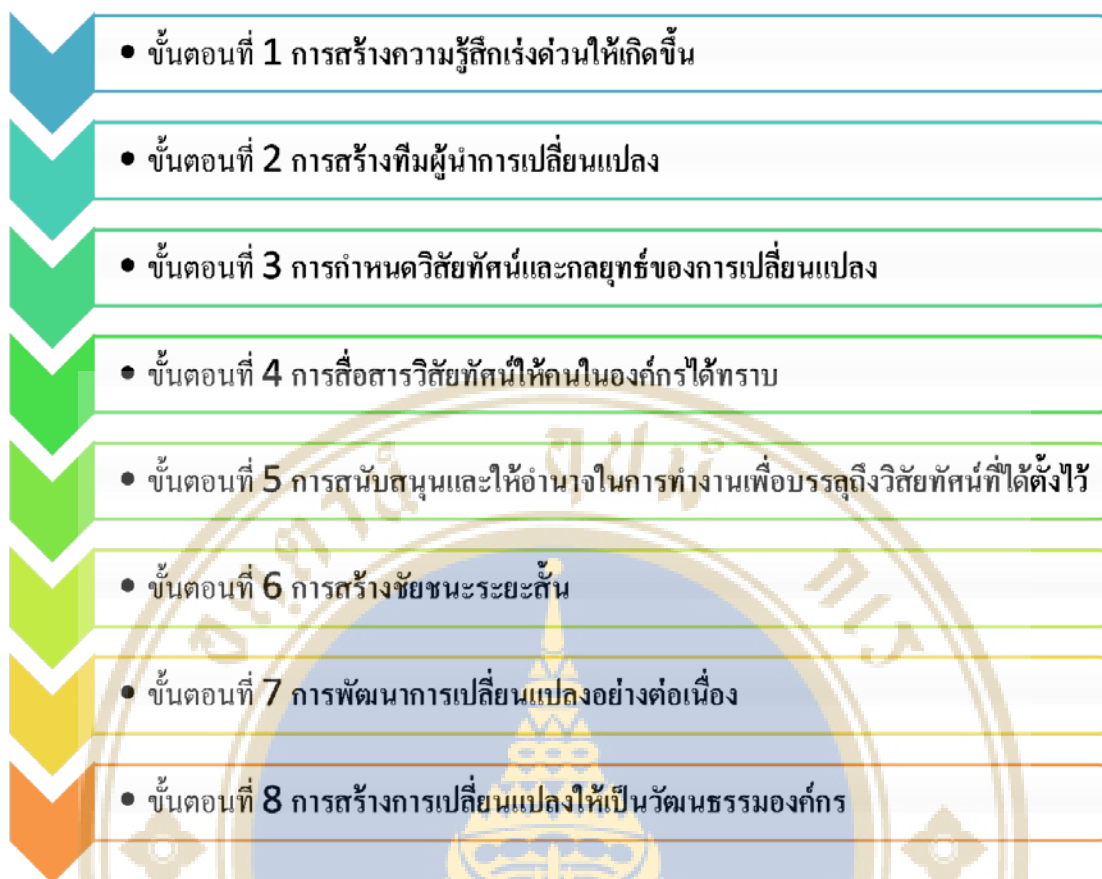 • ขั้นตอนที่ 1 การสร้างความรู้สึกเร่งด่วนให้เกิดขึ้น
• ขั้นตอนที่ 2 การสร้างทีมผู้นำการเปลี่ยนแปลง
• ขั้นตอนที่ 3 การกำหนดวิสัยทัศน์และกลยุทธ์ของการเปลี่ยนแปลง
• ขั้นตอนที่ 4 การสื่อสารวิสัยทัศน์ให้คนในองค์กรได้ทราบ
• ขั้นตอนที่ 5 การสนับสนุนและให้อำนาจในการทำงานเพื่อบรรลุถึงวิสัยทัศน์ที่ได้ตั้งไว้
• ขั้นตอนที่ 6 การสร้างชัยชนะระยะสั้น
• ขั้นตอนที่ 7 การพัฒนาการเปลี่ยนแปลงอย่างต่อเนื่อง
• ขั้นตอนที่ 8 การสร้างการเปลี่ยนแปลงให้เป็นวัฒนธรรมองค์กร